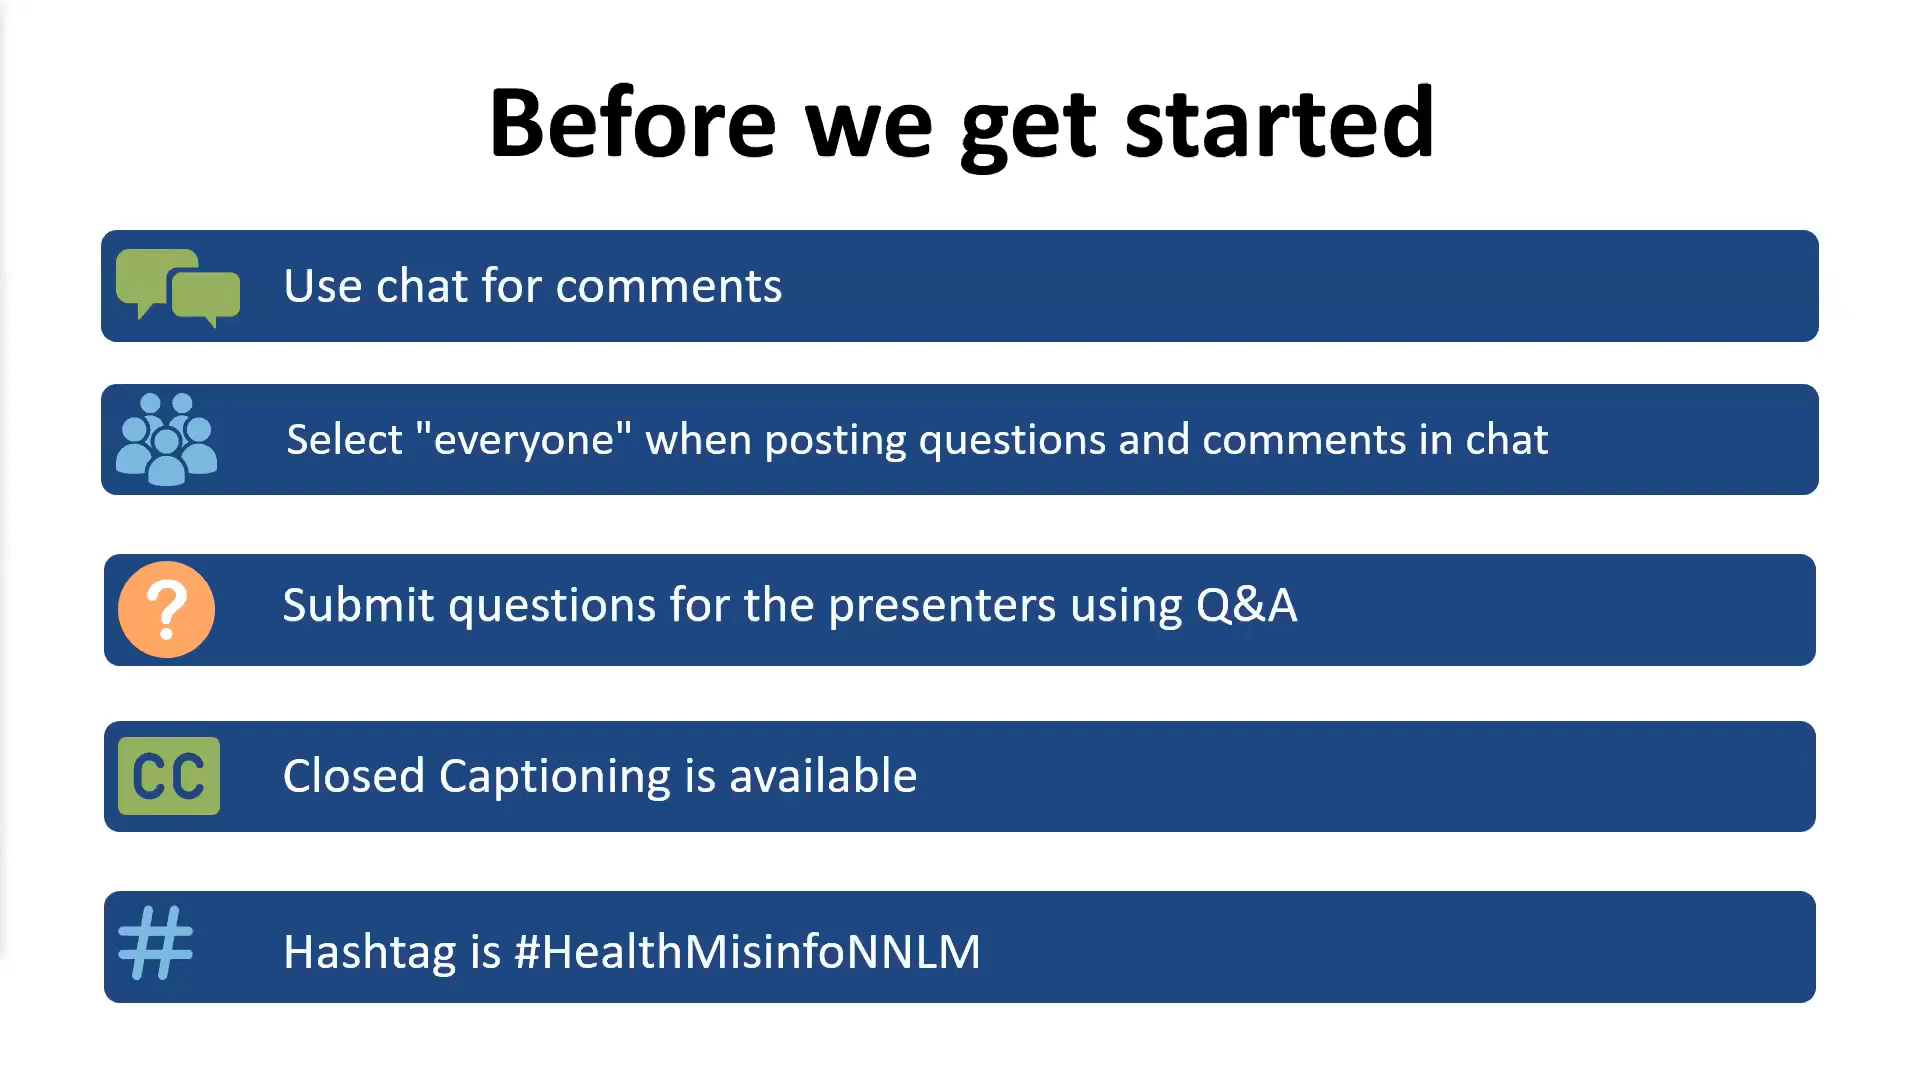 Before we get started
Use chat for comments
Select "everyone" when posting questions and comments in chat
?
Submit questions for the presenters using Q&A
CC
Closed Captioning is available
#
Hashtag is #HealthMisinfoNNLM